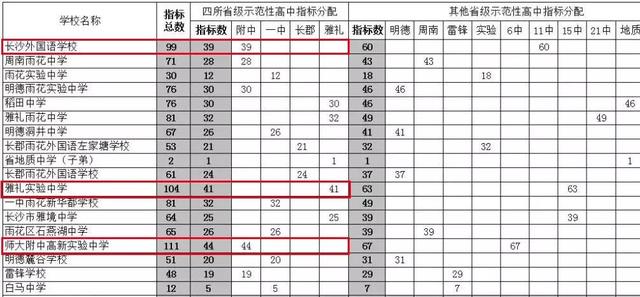 学校名称 指标总数 四所省级示范性高中指标分配 其他省级示范性高中指标分配
指标数 附中 一中 长郡 雅礼 指标数 明德 周南 雷锋 实验 6中 11中 15中 21中 地质
长沙外国语学校 99 39 39 60 60
周南雨花中学 71 28 28 43 43
雨花实验中学 30 12 12 18 18
明德雨花实验中学 76 30 30 46 46
稻田中学 76 30 30 46 46
雅礼雨花中学 81 32 32 49 49
明德洞井中学 67 26 26 41 41
长郡雨花外国语左家塘学校 53 21 21 32 32
省地质中学（子弟） 2 1 1 1 1
长郡雨花外国语学校 61 24 24 37 37
雅礼实验中学 104 41 41 63 63
一中雨花新华都学校 81 32 32 49
长沙市雅境中学 64 25 25 39 39
雨花区石燕湖中学 65 26 26 39 39
师大附中高新实验中学 111 44 44 67 67
明德麓谷学校 51 20 20 31 31
雷锋学校 48 19 19 29 29
白马中学 12 5 5 7 7